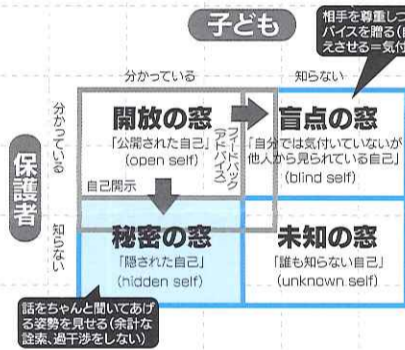 子ども
相手を尊重しつ
バイスを贈る(自
えさせる=気付
分かっている
知らない
保護者
分かっている
知らない
開放の窓
「公開された自己」
(open self)
フィードバック
(アドバイス)
自己開示
盲点の窓
「自分では気付いていないが
他人から見られている自己」
(blind self)
秘密の窓
「隠された自己」
(hidden self)
未知の窓
「誰も知らない自己」
(unknown self)
話をちゃんと聞いてあげ
る姿勢を見せる(余計な
詮索、過干渉をしない)